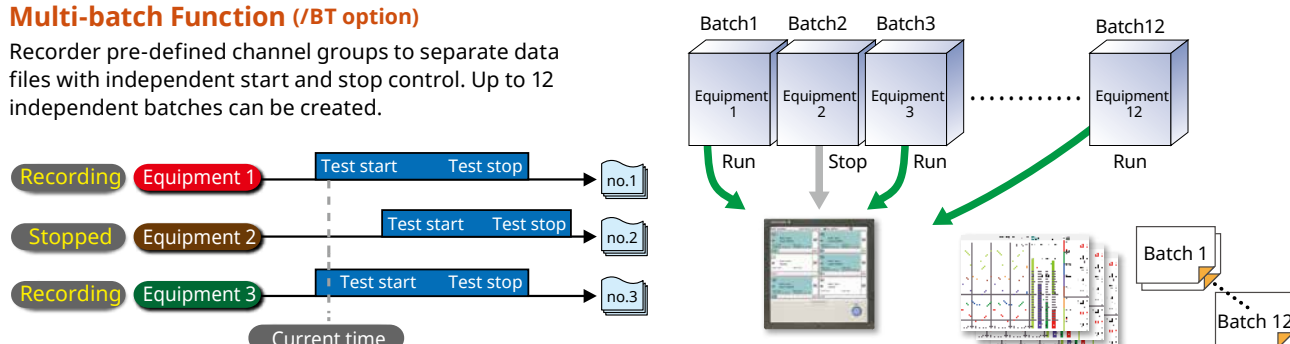 Multi-batch Function (/BT option)
Recorder pre-defined channel groups to separate data
files with independent start and stop control. Up to 12
independent batches can be created.
Recording Equipment 1 Test start Test stop no.1
Stopped Equipment 2 Test start Test stop no.2
Recording Equipment 3 Test start Test stop no.3
Current time
Batch1 Batch2 Batch3 Batch12
Equipment
1
Equipment
2
Equipment
3
Equipment
12
Run Stop Run Run
Batch 1
Batch 12